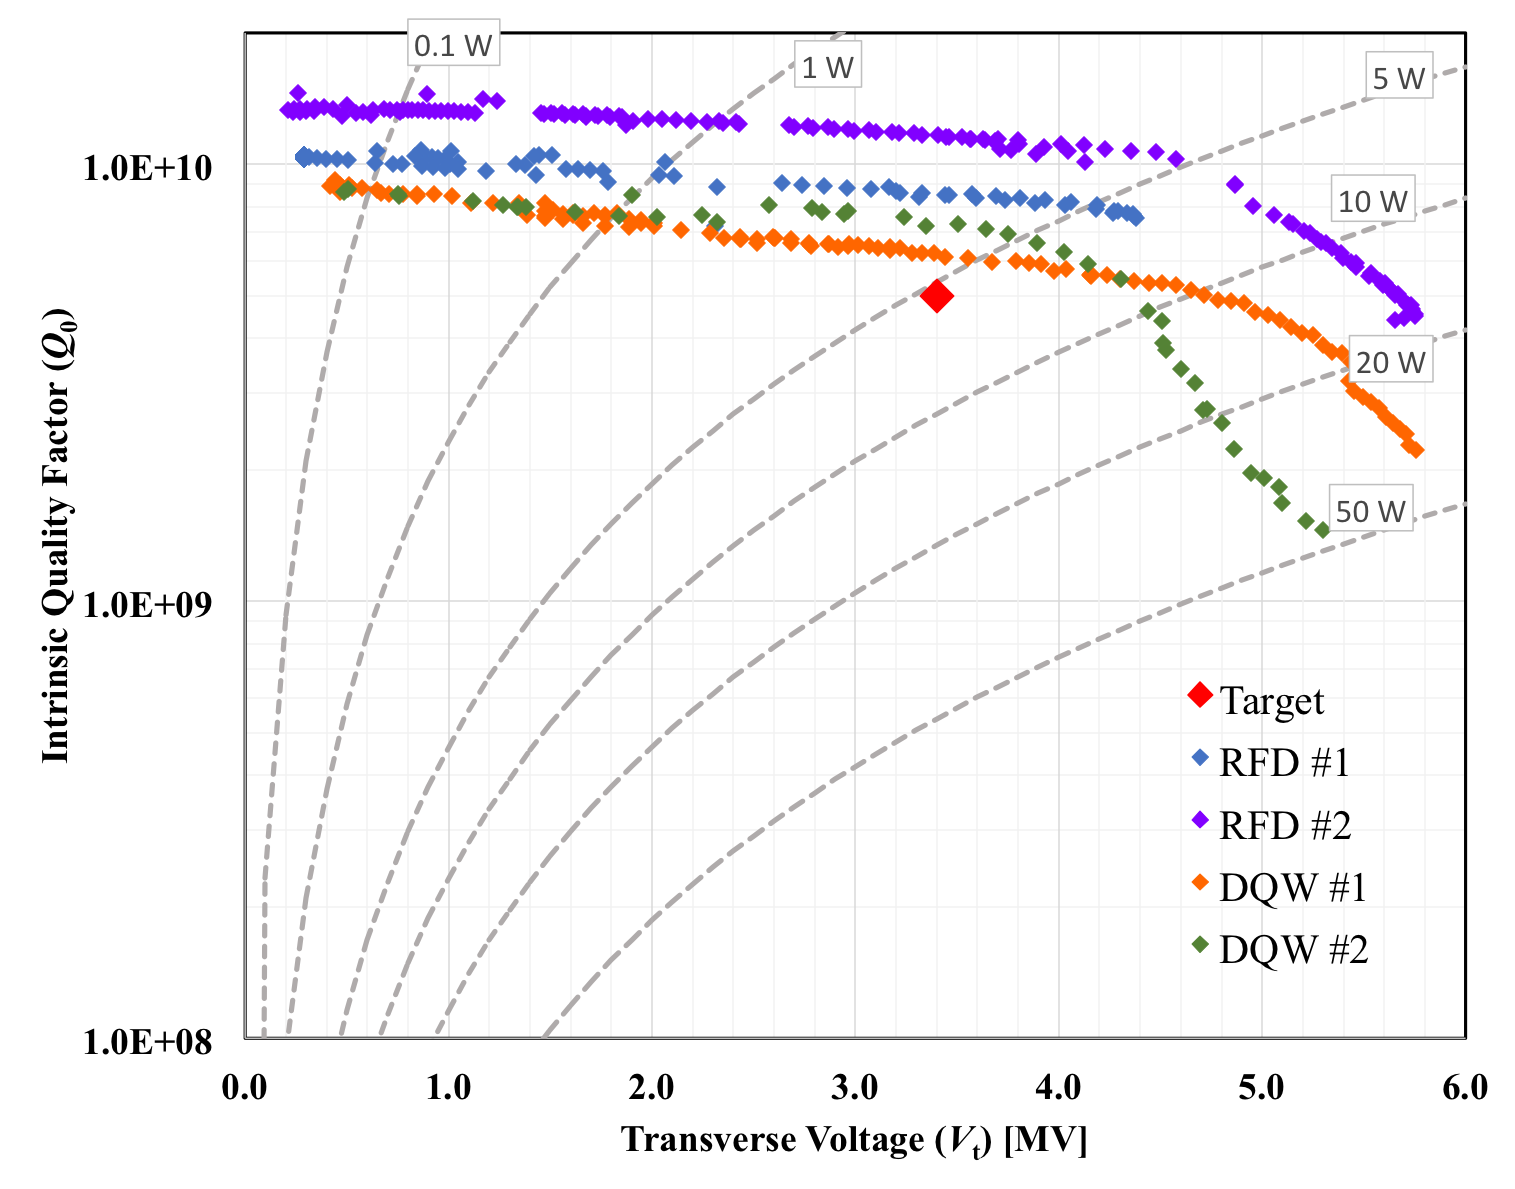 0.1 W
1 W
5 W
10 W
20 W
50 W
Intrinsic Quality Factor (Q0)
1.0E+10
1.0E+09
1.0E+08
Target
RFD #1
RFD #2
DQW #1
DQW #2
0.0 1.0 2.0 3.0 4.0 5.0 6.0
Transverse Voltage (Vt) [MV]